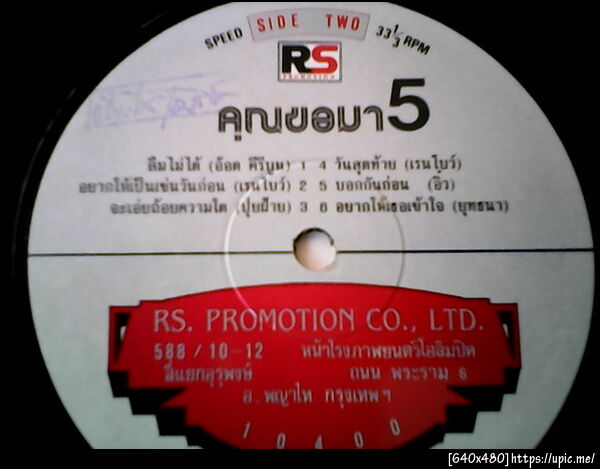 SPEED SIDE TWO 33⅓ RPM
RS
PROMOTION
คุณขอมา 5
ลืมไม่ได้ (อ๊อด คีรีบูน) 1 4 วันสุดท้าย (เรนโบว์)
อยากให้เป็นเช่นวันก่อน (เรนโบว์) 2 5 บอกกันก่อน (อิ๋ว)
จะเอ่ยถ้อยความใด (ปุยฝ้าย) 3 6 อยากให้เธอเข้าใจ (ยุทธนา)
RS. PROMOTION CO., LTD.
588/10-12 หน้าโรงภาพยนตร์โอลิมปิค
สี่แยกอุรุพงษ์ ถนน พระราม 6
อ. พญาไท กรุงเทพฯ
10400
[640x480]https://upic.me/